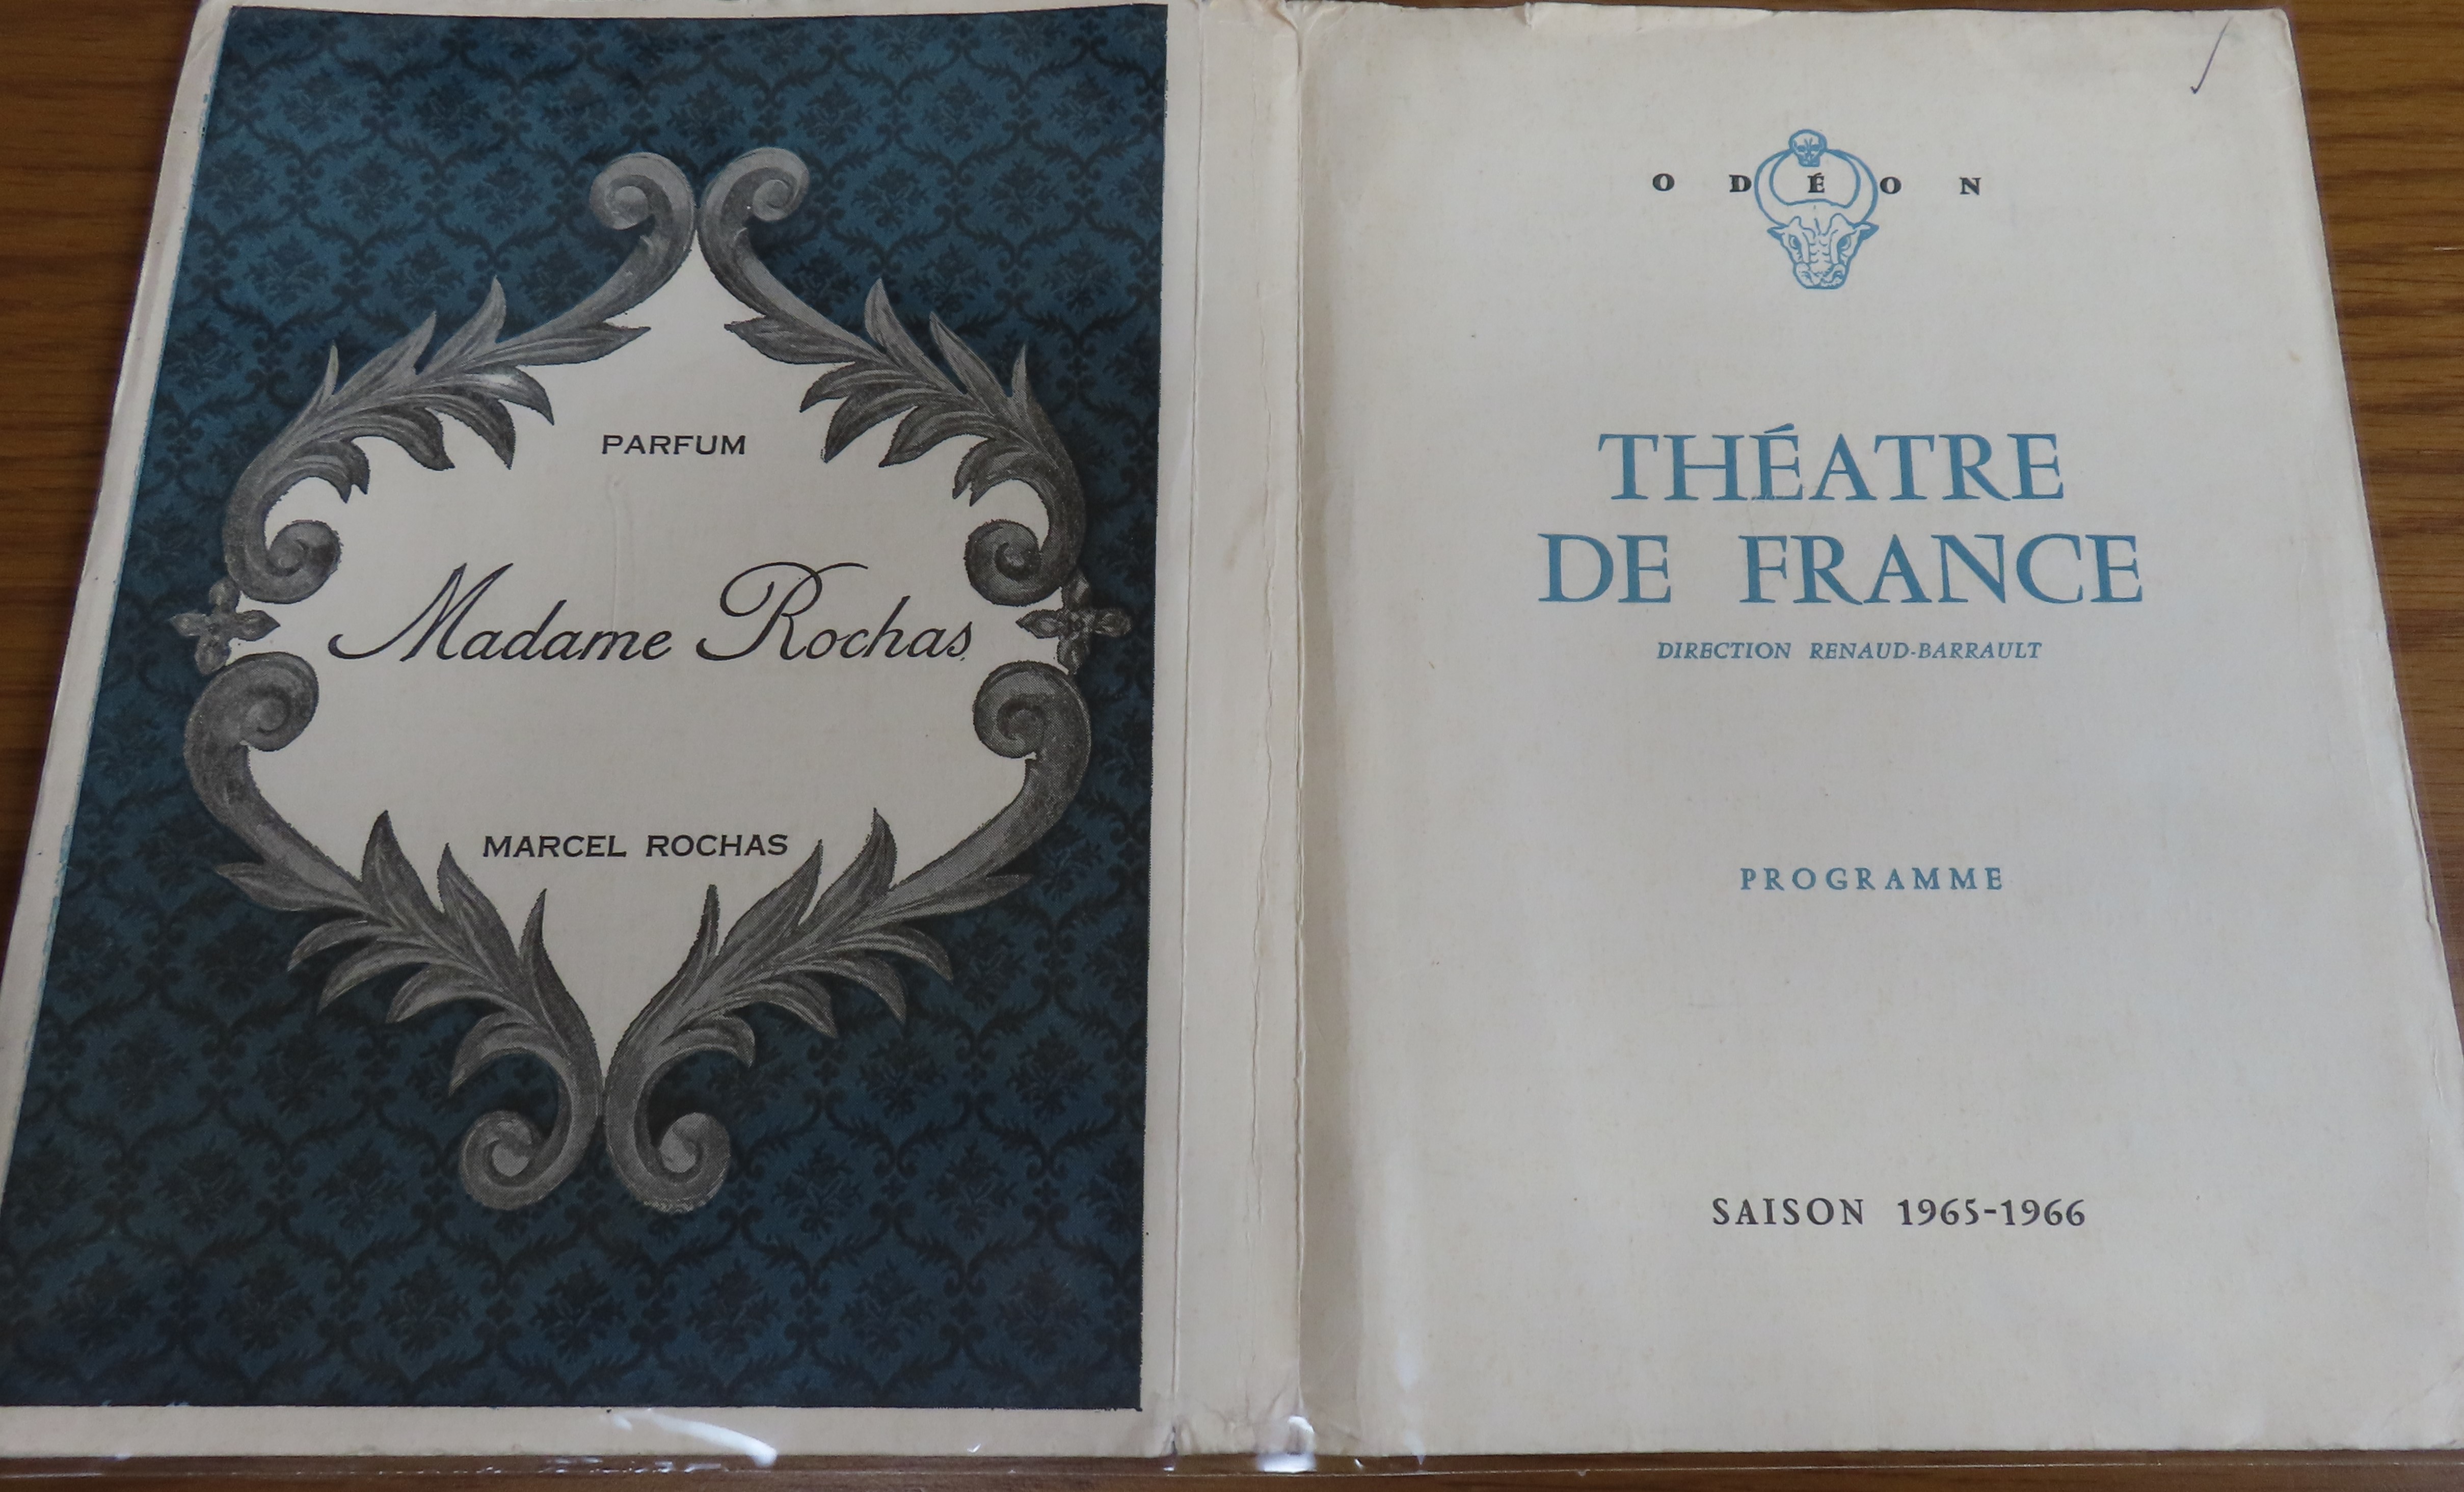 PARFUM
Madame Rochas
MARCEL ROCHAS
ODÉON
THÉATRE
DE FRANCE
DIRECTION RENAUD-BARRAULT
PROGRAMME
SAISON 1965-1966